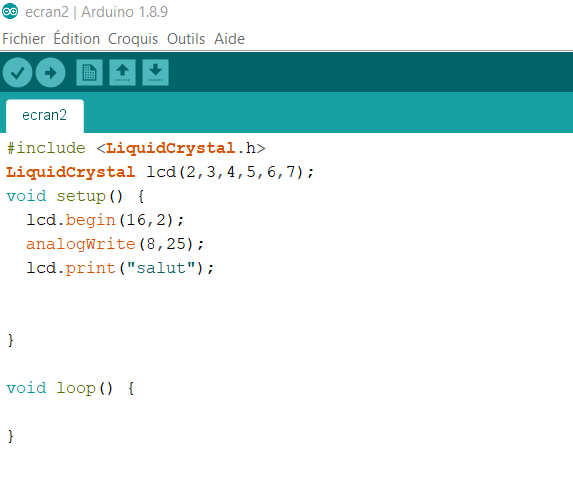 ecran2 | Arduino 1.8.9
Fichier Édition Croquis Outils Aide
ecran2
#include <LiquidCrystal.h>
LiquidCrystal lcd(2,3,4,5,6,7);
void setup() {
  lcd.begin(16,2);
  analogWrite(8,25);
  lcd.print("salut");
}
void loop() {
}